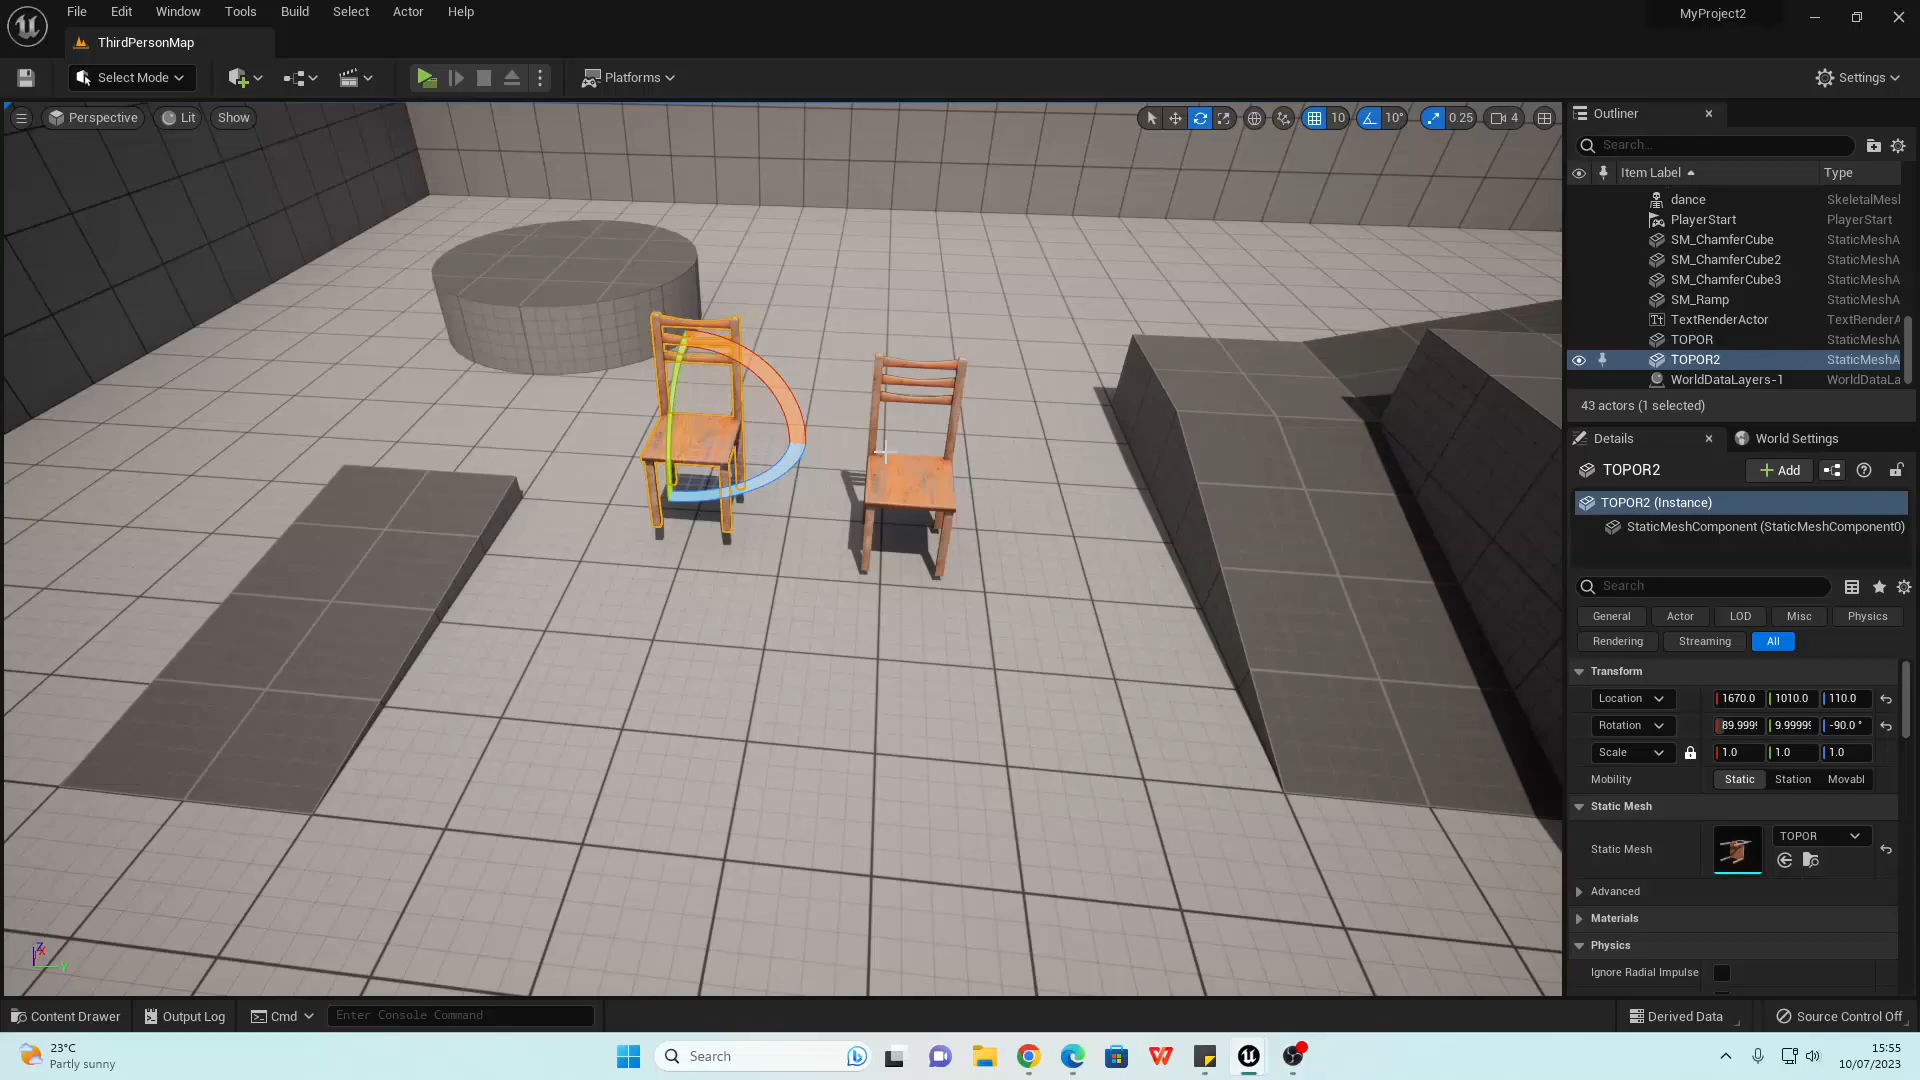 File Edit Window Tools Build Select Actor Help
MyProject2
ThirdPersonMap
Select Mode
Platforms
Settings
Perspective Lit Show
10 10° 0.25 4
Outliner
Search...
Item Label Type
dance SkeletalMesl
PlayerStart PlayerStart
SM_ChamferCube StaticMeshA
SM_ChamferCube2 StaticMeshA
SM_ChamferCube3 StaticMeshA
SM_Ramp StaticMeshA
TextRenderActor TextRenderA
TOPOR StaticMeshA
TOPOR2 StaticMeshA
WorldDataLayers-1 WorldDataLa
43 actors (1 selected)
Details World Settings
TOPOR2 Add
TOPOR2 (Instance)
StaticMeshComponent (StaticMeshComponent0)
Search
General Actor LOD Misc Physics
Rendering Streaming All
Transform
Location 1670.0 1010.0 110.0
Rotation 89.999 9.9999 -90.0 °
Scale 1.0 1.0 1.0
Mobility Static Station Movabl
Static Mesh
Static Mesh TOPOR
Advanced
Materials
Physics
Ignore Radial Impulse
Z
X
Y
Content Drawer Output Log Cmd Enter Console Command
Derived Data Source Control Off
23°C
Partly sunny
Search
15:55
10/07/2023